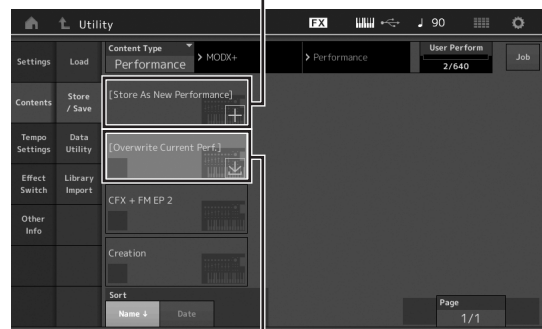 Utility
FX
90
Settings
Load
Content Type
Performance
MODX+
Performance
User Perform
2/640
Job
Contents
Store
/ Save
[Store As New Performance]
Tempo
Settings
Data
Utility
[Overwrite Current Perf.]
Effect
Switch
Library
Import
CFX + FM EP 2
Other
Info
Creation
Sort
Name ↓
Date
Page
1/1